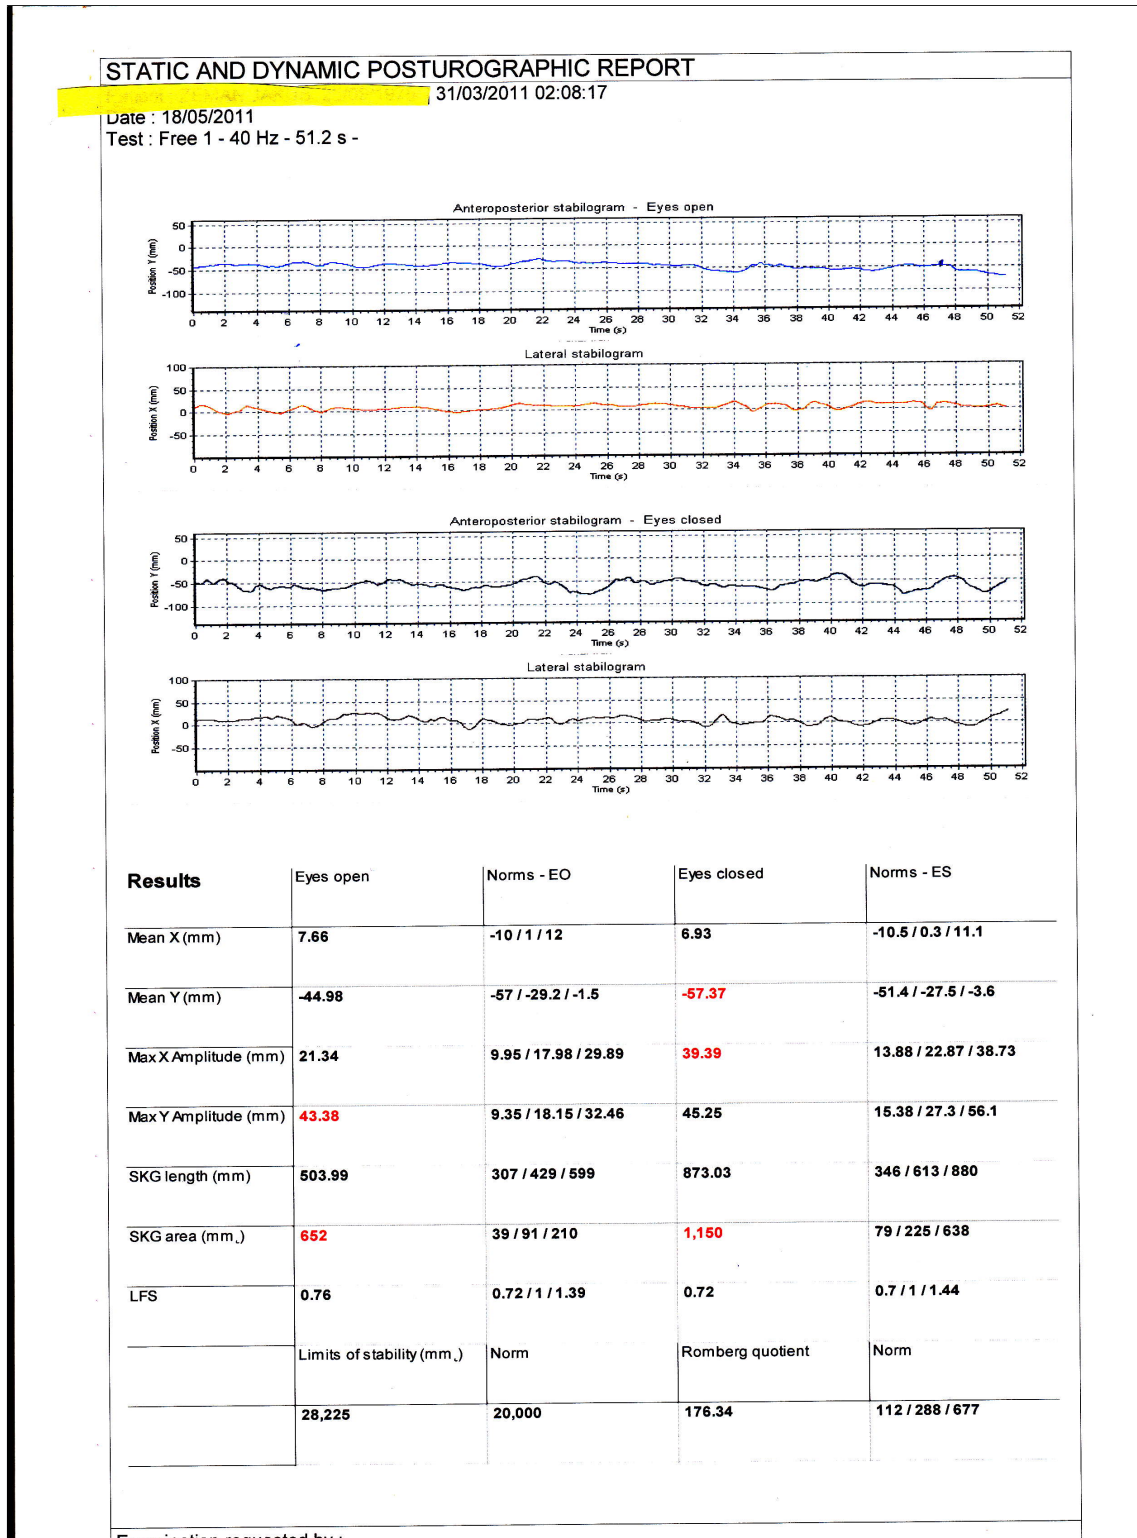 STATIC AND DYNAMIC POSTUROGRAPHIC REPORT
, 31/03/2011 02:08:17
Date : 18/05/2011
Test : Free 1 - 40 Hz - 51.2 s -
Anteroposterior stabilogram - Eyes open
Position Y (mm)
50
0
-50
-100
0 2 4 6 8 10 12 14 16 18 20 22 24 26 28 30 32 34 36 38 40 42 44 46 48 50 52
Time (s)
Lateral stabilogram
Position X (mm)
100
50
0
-50
0 2 4 6 8 10 12 14 16 18 20 22 24 26 28 30 32 34 36 38 40 42 44 46 48 50 52
Time (s)
Anteroposterior stabilogram - Eyes closed
Position Y (mm)
50
0
-50
-100
0 2 4 6 8 10 12 14 16 18 20 22 24 26 28 30 32 34 36 38 40 42 44 46 48 50 52
Time (s)
Lateral stabilogram
Position X (mm)
100
50
0
-50
0 2 4 6 8 10 12 14 16 18 20 22 24 26 28 30 32 34 36 38 40 42 44 46 48 50 52
Time (s)
Results Eyes open Norms - EO Eyes closed Norms - ES
Mean X (mm) 7.66 -10 / 1 / 12 6.93 -10.5 / 0.3 / 11.1
Mean Y (mm) -44.98 -57 / -29.2 / -1.5 -57.37 -51.4 / -27.5 / -3.6
Max X Amplitude (mm) 21.34 9.95 / 17.98 / 29.89 39.39 13.88 / 22.87 / 38.73
Max Y Amplitude (mm) 43.38 9.35 / 18.15 / 32.46 45.25 15.38 / 27.3 / 56.1
SKG length (mm) 503.99 307 / 429 / 599 873.03 346 / 613 / 880
SKG area (mm¸) 652 39 / 91 / 210 1,150 79 / 225 / 638
LFS 0.76 0.72 / 1 / 1.39 0.72 0.7 / 1 / 1.44
Limits of stability (mm¸) Norm Romberg quotient Norm
28,225 20,000 176.34 112 / 288 / 677